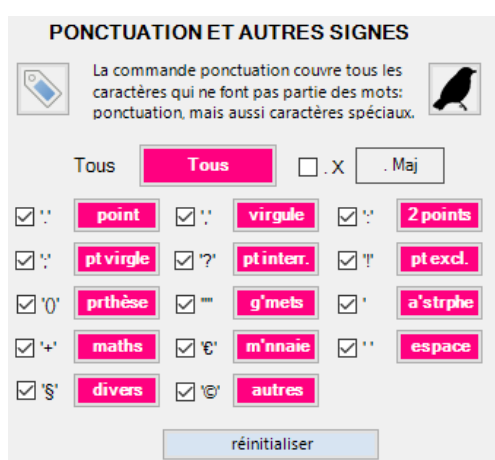 PONCTUATION ET AUTRES SIGNES
La commande ponctuation couvre tous les
caractères qui ne font pas partie des mots:
ponctuation, mais aussi caractères spéciaux.
Tous Tous . X . Maj
'.' point ',' virgule ':' 2 points
';' pt virgle '?' pt interr. '!' pt excl.
'()' prthèse '"' g'mets ' a'strphe
'+' maths '€' m'nnaie ' ' espace
'§' divers '©' autres
réinitialiser